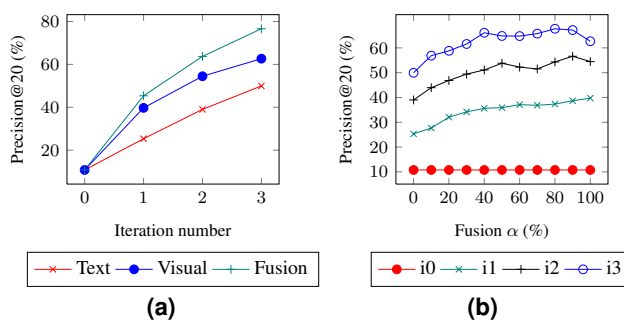 80
60
40
20
Precision@20 (%)
0 1 2 3
Iteration number
Text Visual Fusion
(a)
60
50
40
30
20
10
Precision@20 (%)
0 20 40 60 80 100
Fusion α (%)
i0 i1 i2 i3
(b)